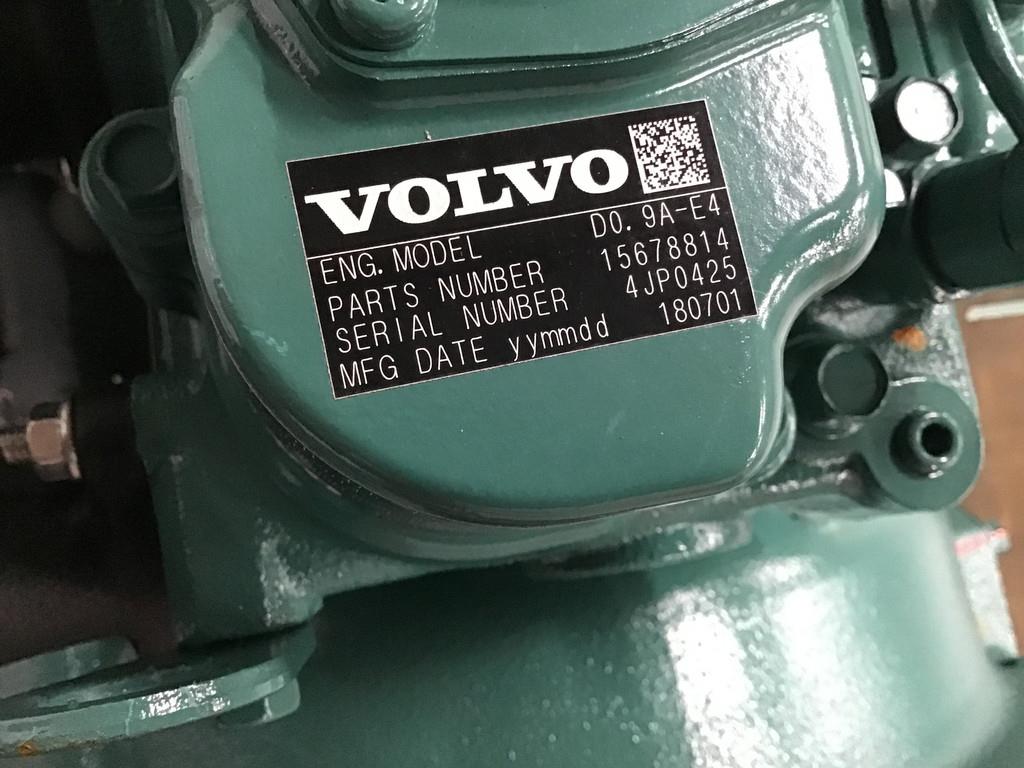 VOLVO
ENG. MODEL D0. 9A-E4
PARTS NUMBER 15678814
SERIAL NUMBER 4JP0425
MFG DATE yymmdd 180701